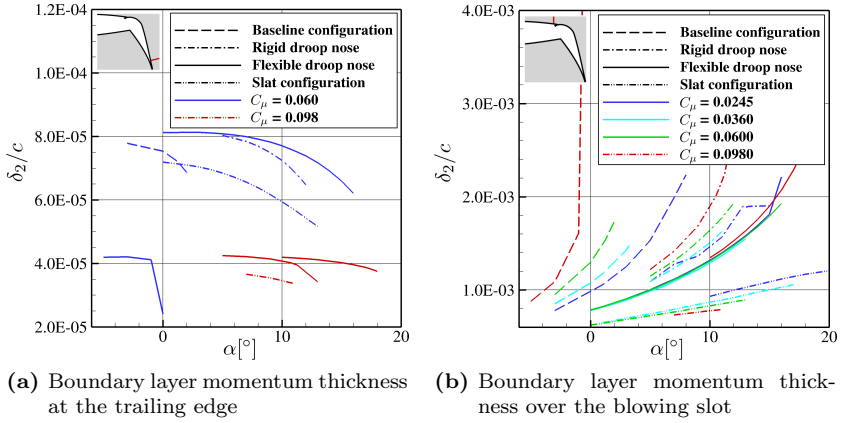 1.2E-04
1.0E-04
8.0E-05
6.0E-05
4.0E-05
2.0E-05
δ₂/c
Baseline configuration
Rigid droop nose
Flexible droop nose
Slat configuration
Cμ = 0.060
Cμ = 0.098
0
10
20
α[°]
(a) Boundary layer momentum thickness
at the trailing edge
4.0E-03
3.0E-03
2.0E-03
1.0E-03
δ₂/c
Baseline configuration
Rigid droop nose
Flexible droop nose
Slat configuration
Cμ = 0.0245
Cμ = 0.0360
Cμ = 0.0600
Cμ = 0.0980
0
10
20
α[°]
(b) Boundary layer momentum thick-
ness over the blowing slot